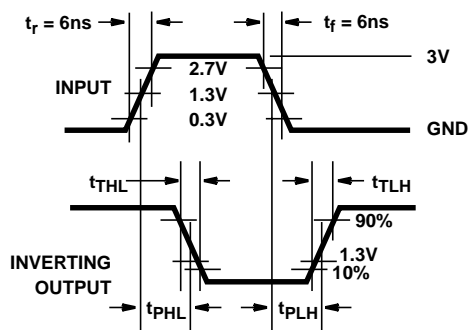 tr = 6ns
tf = 6ns
3V
2.7V
INPUT
1.3V
0.3V
GND
tTHL
tTLH
90%
1.3V
INVERTING
OUTPUT
10%
tPHL
tPLH